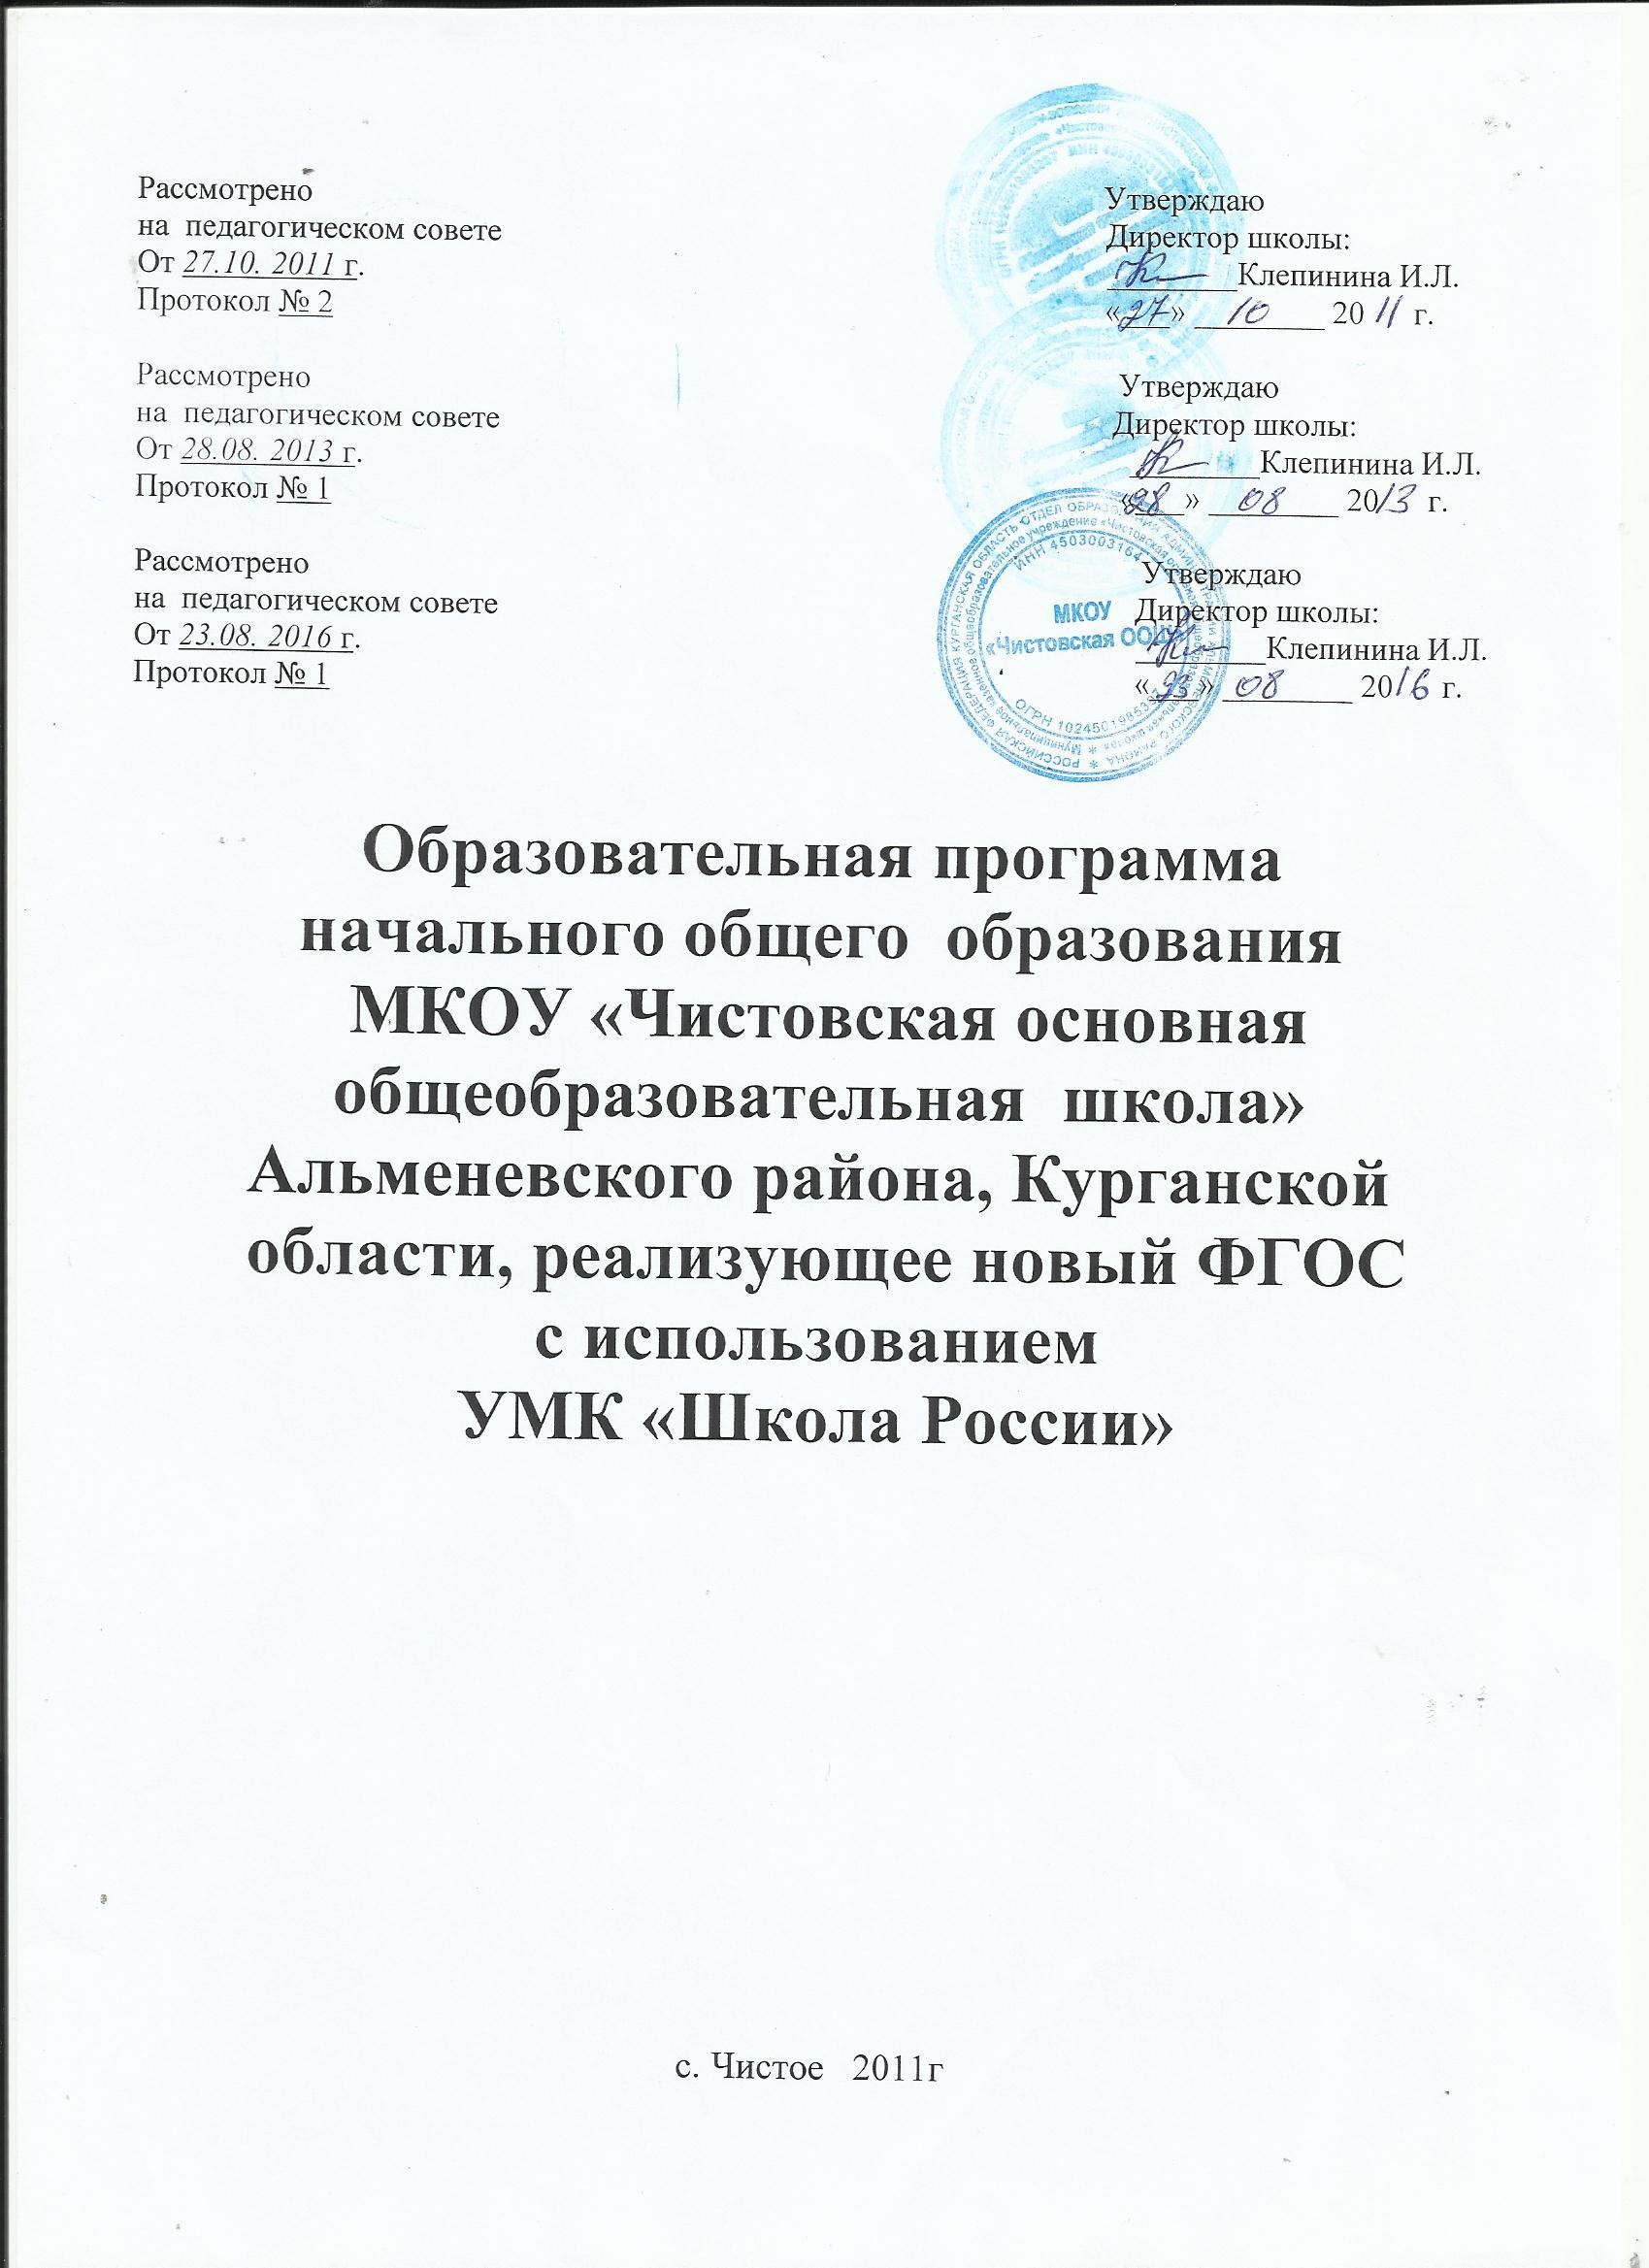 Рассмотрено
на педагогическом совете
От 27.10. 2011 г.
Протокол № 2
Утверждаю
Директор школы:
Клепинина И.Л.
«27» 10 20 11 г.
Рассмотрено
на педагогическом совете
От 28.08. 2013 г.
Протокол № 1
Утверждаю
Директор школы:
Клепинина И.Л.
«28» 08 2013 г.
Рассмотрено
на педагогическом совете
От 23.08. 2016 г.
Протокол № 1
Утверждаю
Директор школы:
Клепинина И.Л.
«23» 08 2016 г.
ИНН 4503003164
МКОУ
«Чистовская ООШ»
Образовательная программа
начального общего образования
МКОУ «Чистовская основная
общеобразовательная школа»
Альменевского района, Курганской
области, реализующее новый ФГОС
с использованием
УМК «Школа России»
с. Чистое 2011г